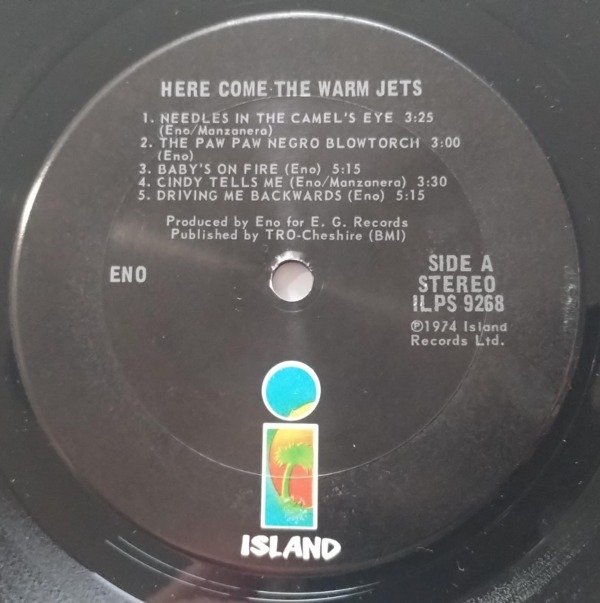 HERE COME THE WARM JETS
1. NEEDLES IN THE CAMEL'S EYE 3:25
(Eno/Manzanera)
2. THE PAW PAW NEGRO BLOWTORCH 3:00
(Eno)
3. BABY'S ON FIRE (Eno) 5:15
4. CINDY TELLS ME (Eno/Manzanera) 3:30
5. DRIVING ME BACKWARDS (Eno) 5:15
Produced by Eno for E. G. Records
Published by TRO-Cheshire (BMI)
ENO
SIDE A
STEREO
ILPS 9268
℗1974 Island
Records Ltd.
ISLAND